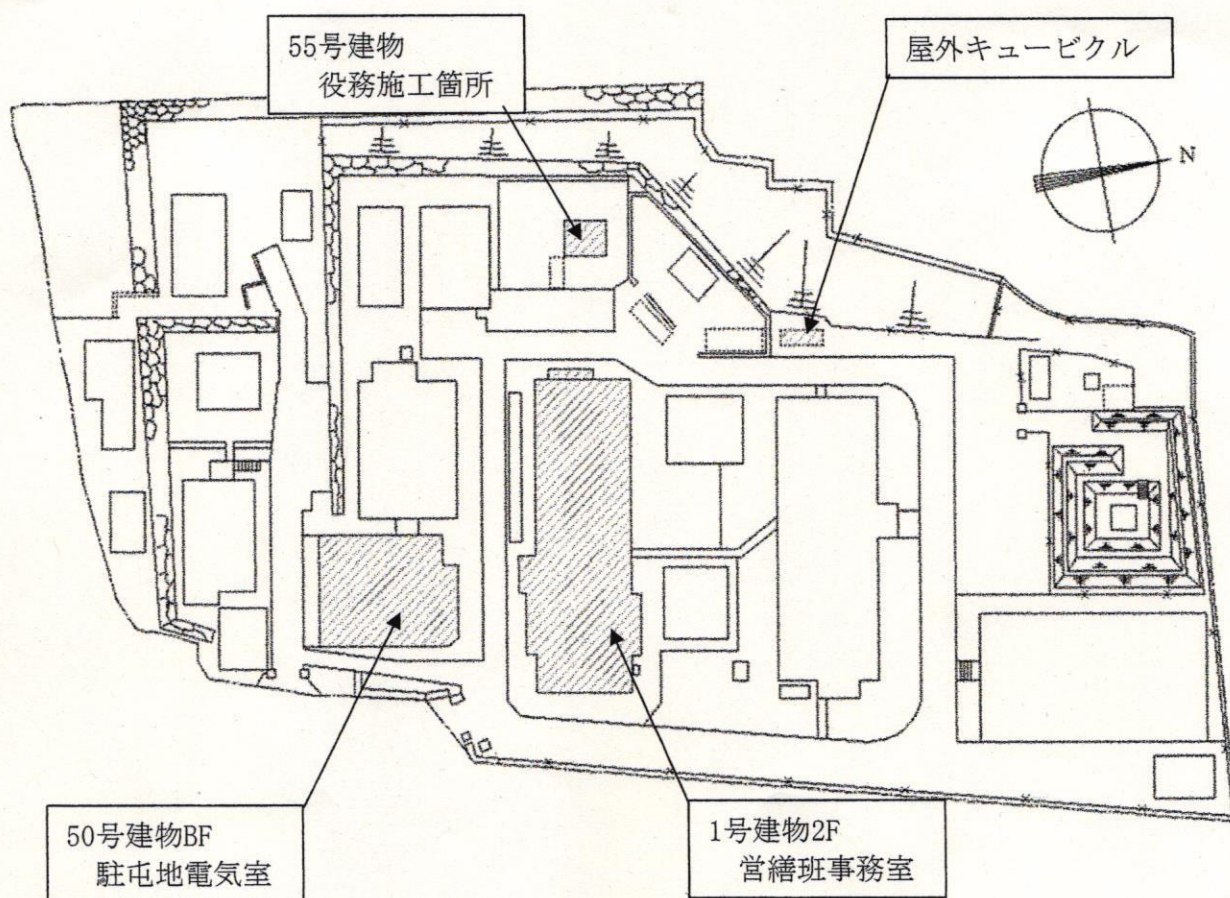 55号建物
役務施工箇所
屋外キュービクル
N
50号建物BF
駐屯地電気室
1号建物2F
営繕班事務室